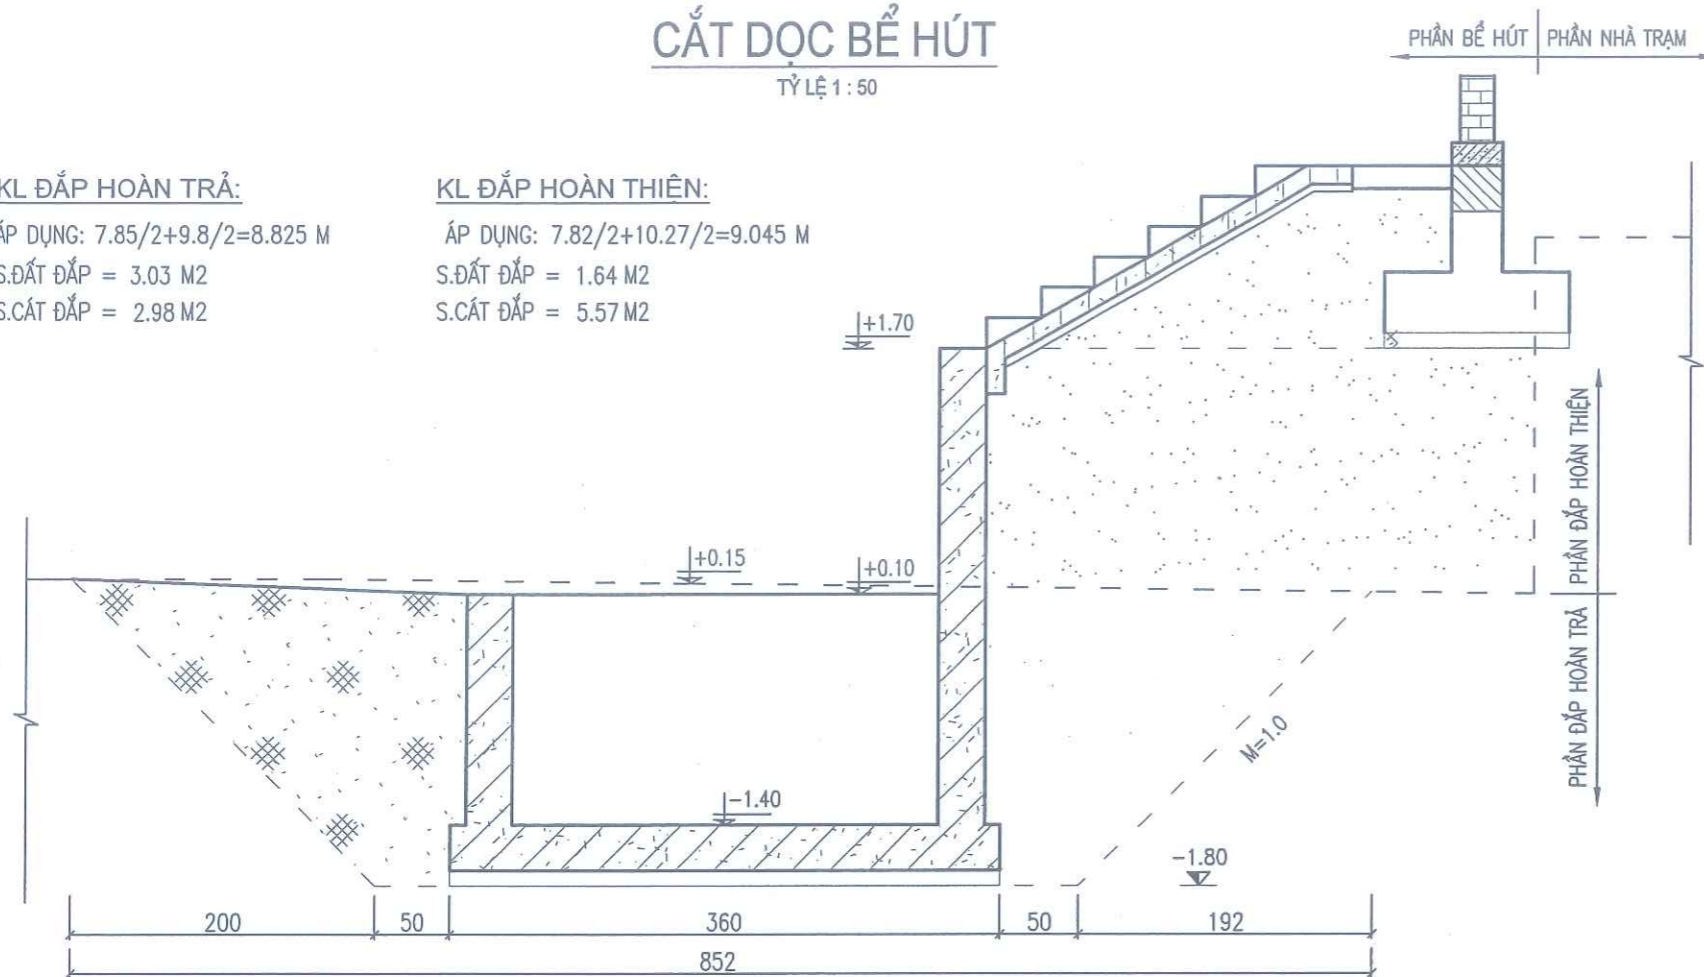 CẮT DỌC BỂ HÚT
TỶ LỆ 1 : 50
PHẦN BỂ HÚT
PHẦN NHÀ TRẠM
KL ĐẮP HOÀN TRẢ:
ÁP DỤNG: 7.85/2+9.8/2=8.825 M
S.ĐẤT ĐẮP = 3.03 M2
S.CÁT ĐẮP = 2.98 M2
KL ĐẮP HOÀN THIỆN:
ÁP DỤNG: 7.82/2+10.27/2=9.045 M
S.ĐẤT ĐẮP = 1.64 M2
S.CÁT ĐẮP = 5.57 M2
+1.70
PHẦN ĐẮP HOÀN THIỆN
+0.15
+0.10
PHẦN ĐẮP HOÀN TRẢ
M=1.0
-1.40
-1.80
200
50
360
50
192
852